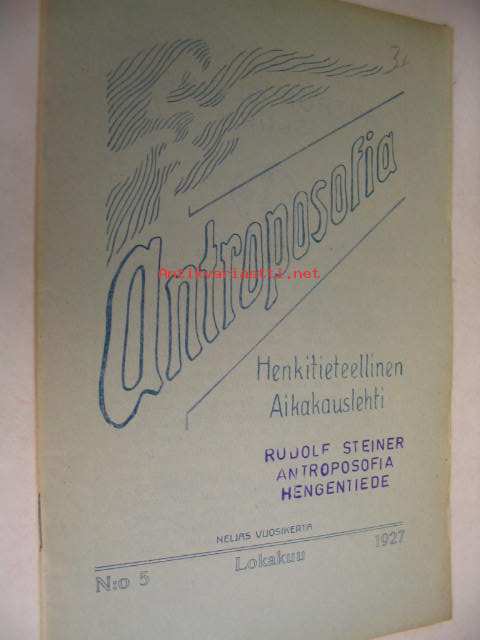 3,
Antroposofia
Antikvariaatti.net
Henkitieteellinen
Aikakauslehti
RUDOLF STEINER
ANTROPOSOFIA
HENGENTIEDE
NELJÄS VUOSIKERTA
N:o 5 Lokakuu 1927